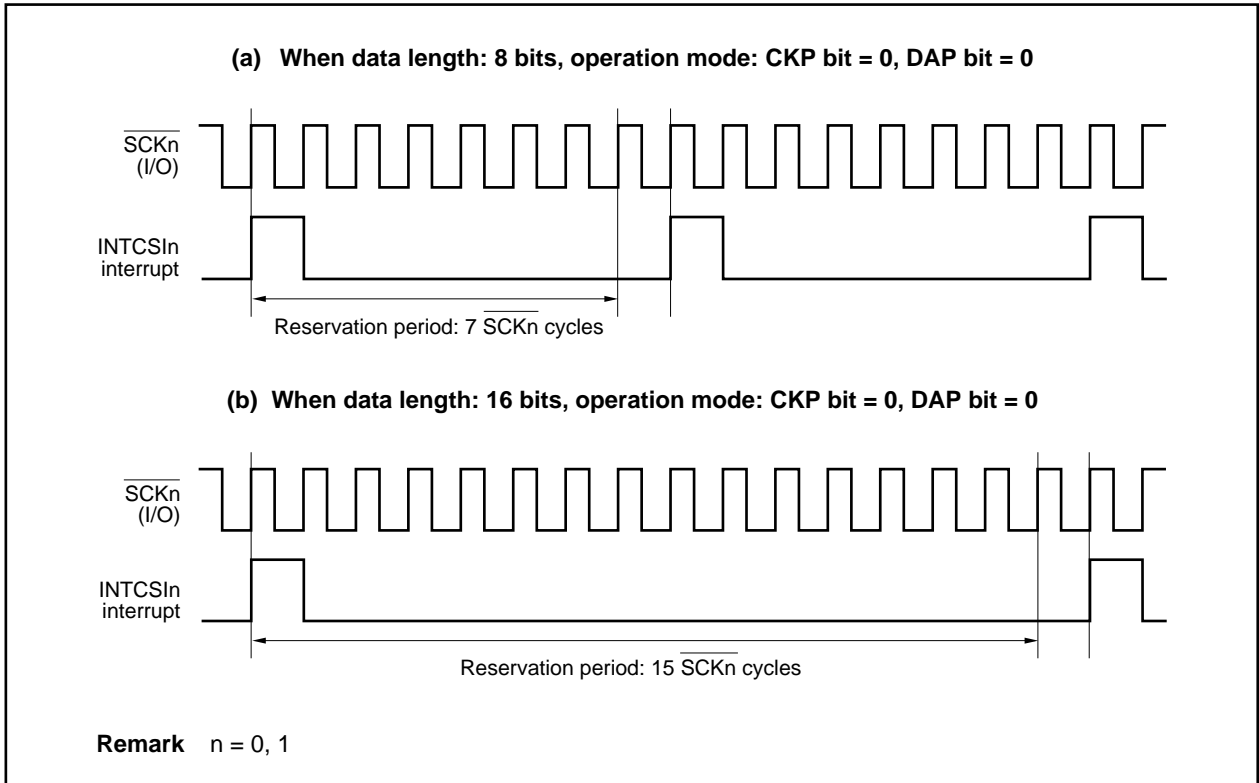 (a) When data length: 8 bits, operation mode: CKP bit = 0, DAP bit = 0
SCKn
(I/O)
INTCSIn
interrupt
Reservation period: 7 SCKn cycles
(b) When data length: 16 bits, operation mode: CKP bit = 0, DAP bit = 0
SCKn
(I/O)
INTCSIn
interrupt
Reservation period: 15 SCKn cycles
Remark n = 0, 1